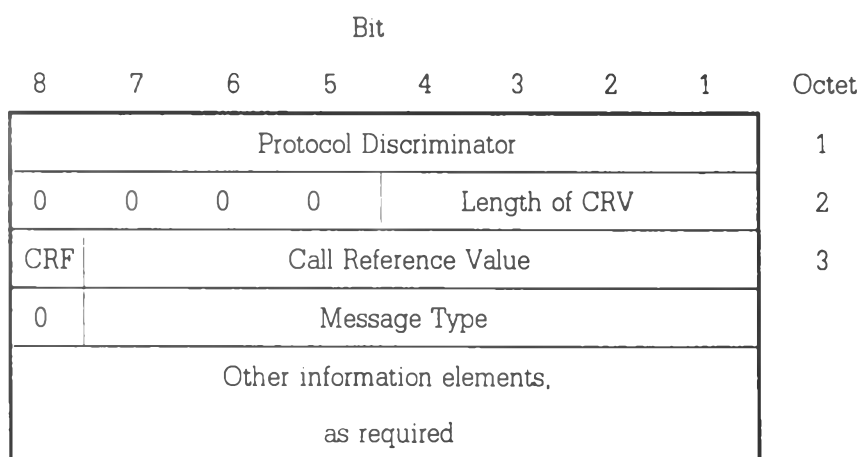 Bit
8 7 6 5 4 3 2 1 Octet
Protocol Discriminator 1
0 0 0 0 Length of CRV 2
CRF Call Reference Value 3
0 Message Type
Other information elements,
as required